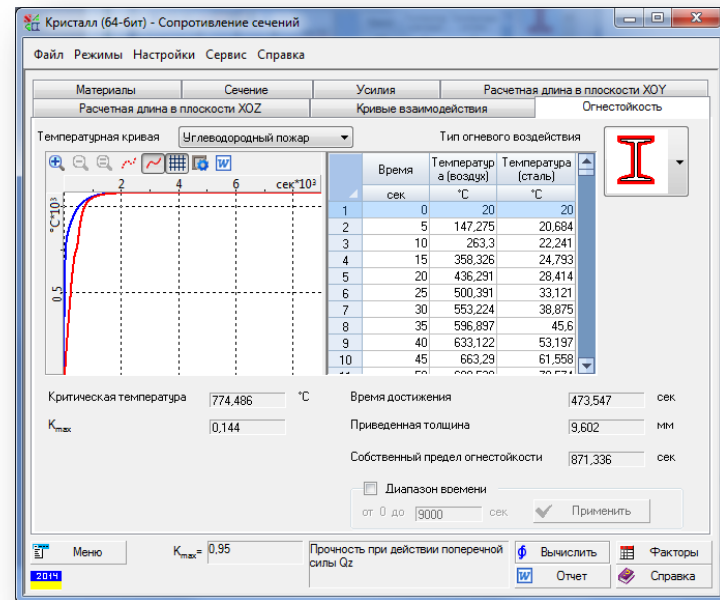 Кристалл (64-бит) - Сопротивление сечений
Файл Режимы Настройки Сервис Справка
Материалы Сечение Усилия Расчетная длина в плоскости XOY
Расчетная длина в плоскости XOZ Кривые взаимодействия Огнестойкость
Температурная кривая Углеводородный пожар Тип огневого воздействия
2 4 6 сек*10³
°C*10³
0,5
Время Температур а (воздух) Температура (сталь)
сек °C °C
1 0 20 20
2 5 147,275 20,684
3 10 263,3 22,241
4 15 358,326 24,793
5 20 436,291 28,414
6 25 500,391 33,121
7 30 553,224 38,875
8 35 596,897 45,6
9 40 633,122 53,197
10 45 663,29 61,558
Критическая температура 774,486 °C Время достижения 473,547 сек
Kmax 0,144 Приведенная толщина 9,602 мм
Собственный предел огнестойкости 871,336 сек
Диапазон времени
от 0 до 9000 сек Применить
Меню Kmax= 0,95 Прочность при действии поперечной силы Qz Вычислить Факторы
2014 Отчет Справка